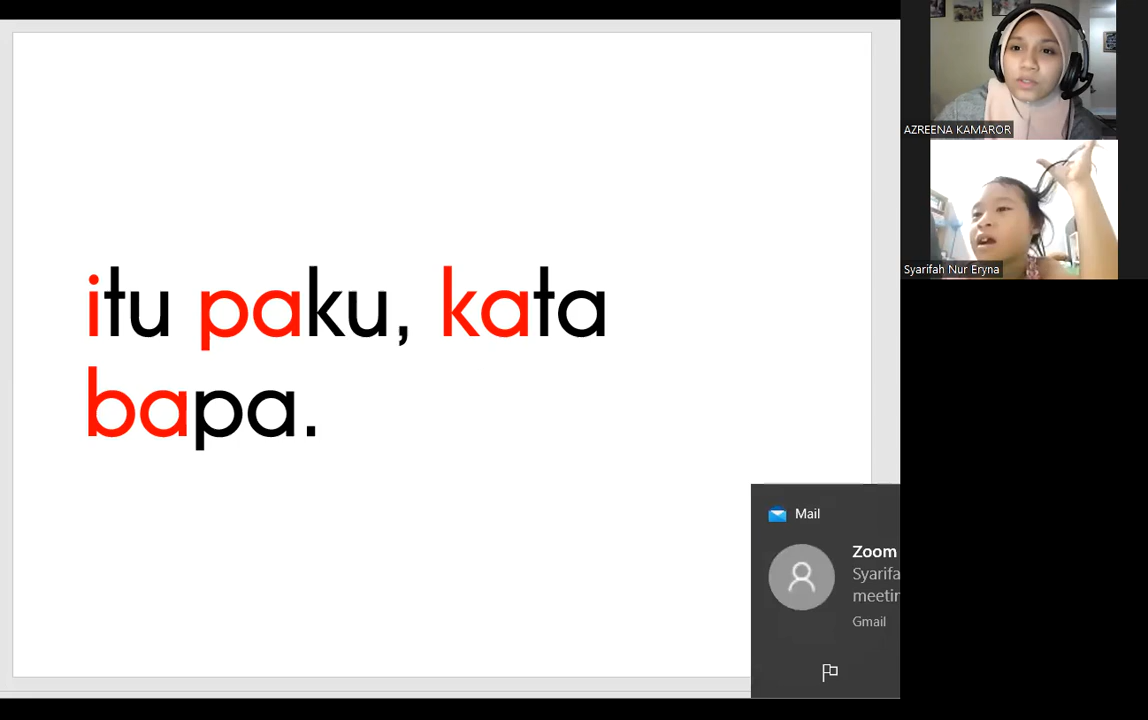 itu paku, kata
bapa.
AZREENA KAMAROR
Syarifah Nur Eryna
Mail
Zoom
Syarifa
meetin
Gmail